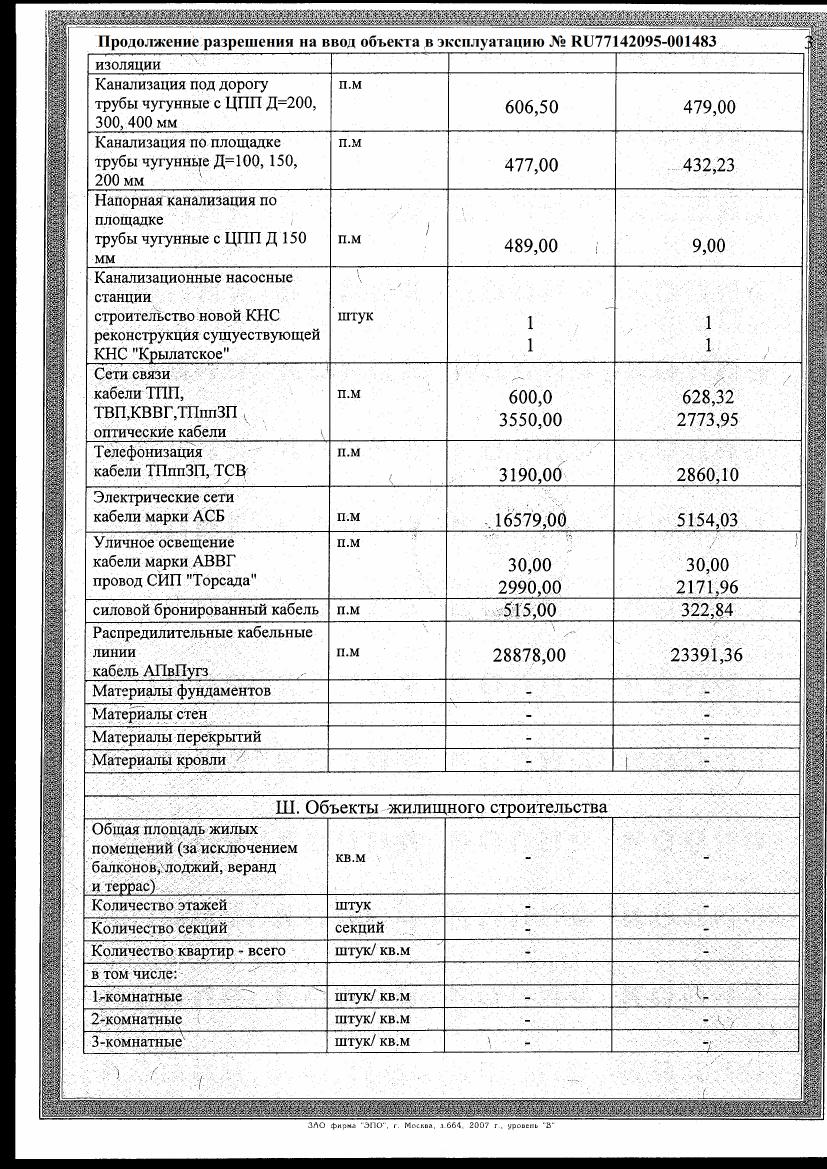 Продолжение разрешения на ввод объекта в эксплуатацию № RU77142095-001483
3
изоляции
Канализация под дорогу п.м
трубы чугунные с ЦПП Д=200, 606,50 479,00
300, 400 мм
Канализация по площадке п.м
трубы чугунные Д=100, 150, 477,00 432,23
200 мм
Напорная канализация по
площадке
трубы чугунные с ЦПП Д 150 п.м 489,00 9,00
мм
Канализационные насосные
станции
строительство новой КНС штук 1 1
реконструкция существующей 1 1
КНС "Крылатское"
Сети связи
кабели ТПП, п.м 600,0 628,32
ТВП,КВВГ,ТПппЗП 3550,00 2773,95
оптические кабели
Телефонизация п.м
кабели ТПппЗП, ТСВ 3190,00 2860,10
Электрические сети
кабели марки АСБ п.м 16579,00 5154,03
Уличное освещение п.м
кабели марки АВВГ 30,00 30,00
провод СИП "Торсада" 2990,00 2171,96
силовой бронированный кабель п.м 515,00 322,84
Распредилительные кабельные
линии п.м 28878,00 23391,36
кабель АПвПугз
Материалы фундаментов - -
Материалы стен - -
Материалы перекрытий - -
Материалы кровли - -
Ш. Объекты жилищного строительства
Общая площадь жилых
помещений (за исключением кв.м - -
балконов, лоджий, веранд
и террас)
Количество этажей штук - -
Количество секций секций - -
Количество квартир - всего штук/ кв.м - -
в том числе:
1-комнатные штук/ кв.м - -
2-комнатные штук/ кв.м - -
3-комнатные штук/ кв.м - -
ЗАО фирма "ЭПО", г. Москва, з.664, 2007 г., уровень "В"